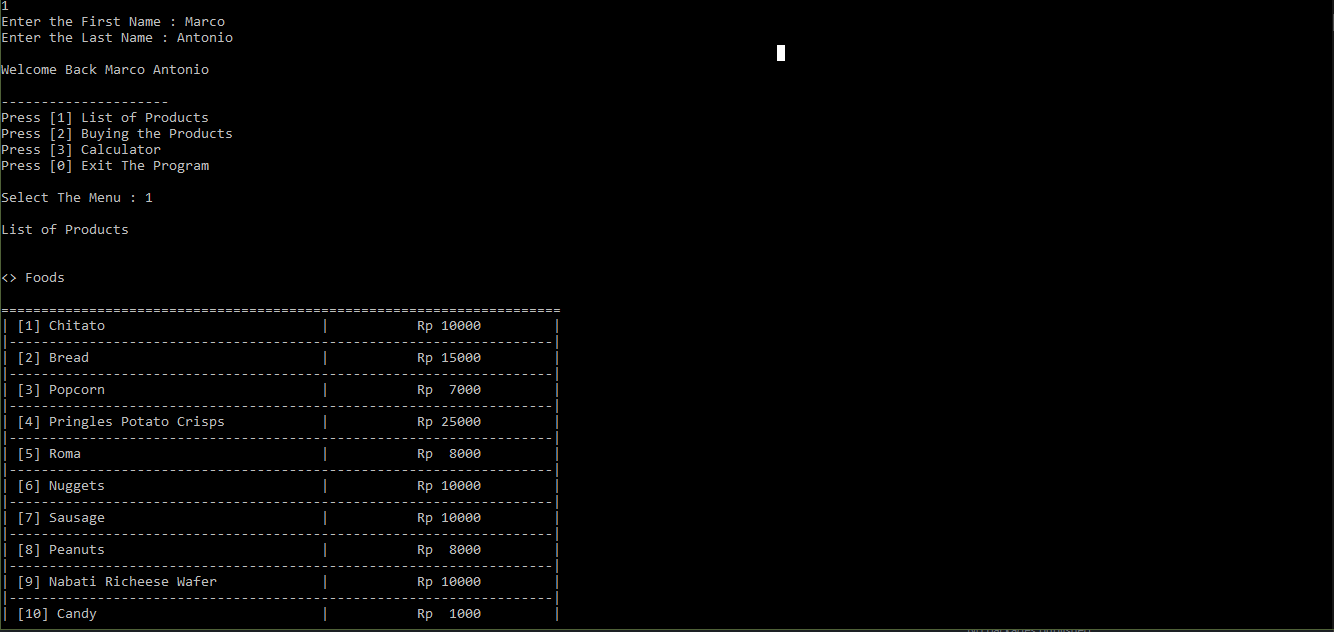 1
Enter the First Name : Marco
Enter the Last Name : Antonio
Welcome Back Marco Antonio
---------------------
Press [1] List of Products
Press [2] Buying the Products
Press [3] Calculator
Press [0] Exit The Program
Select The Menu : 1
List of Products
<> Foods
======================================================================
| [1] Chitato | Rp 10000 |
|--------------------------------------------------------------------|
| [2] Bread | Rp 15000 |
|--------------------------------------------------------------------|
| [3] Popcorn | Rp  7000 |
|--------------------------------------------------------------------|
| [4] Pringles Potato Crisps | Rp 25000 |
|--------------------------------------------------------------------|
| [5] Roma | Rp  8000 |
|--------------------------------------------------------------------|
| [6] Nuggets | Rp 10000 |
|--------------------------------------------------------------------|
| [7] Sausage | Rp 10000 |
|--------------------------------------------------------------------|
| [8] Peanuts | Rp  8000 |
|--------------------------------------------------------------------|
| [9] Nabati Richeese Wafer | Rp 10000 |
|--------------------------------------------------------------------|
| [10] Candy | Rp  1000 |